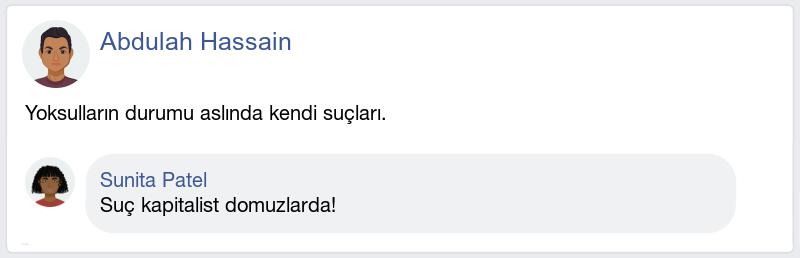 Abdulah Hassain
Yoksulların durumu aslında kendi suçları.
Sunita Patel
Suç kapitalist domuzlarda!